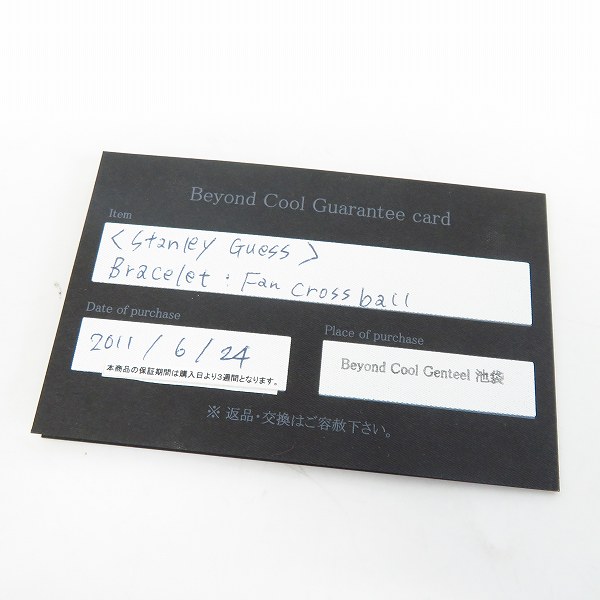 Beyond Cool Guarantee card
Item
<Stanley Guess>
Bracelet : Fan cross ball
Date of purchase
2011 / 6 / 24
本商品の保証期間は購入日より3週間となります。
Place of purchase
Beyond Cool Genteel 池袋
※ 返品・交換はご容赦下さい。